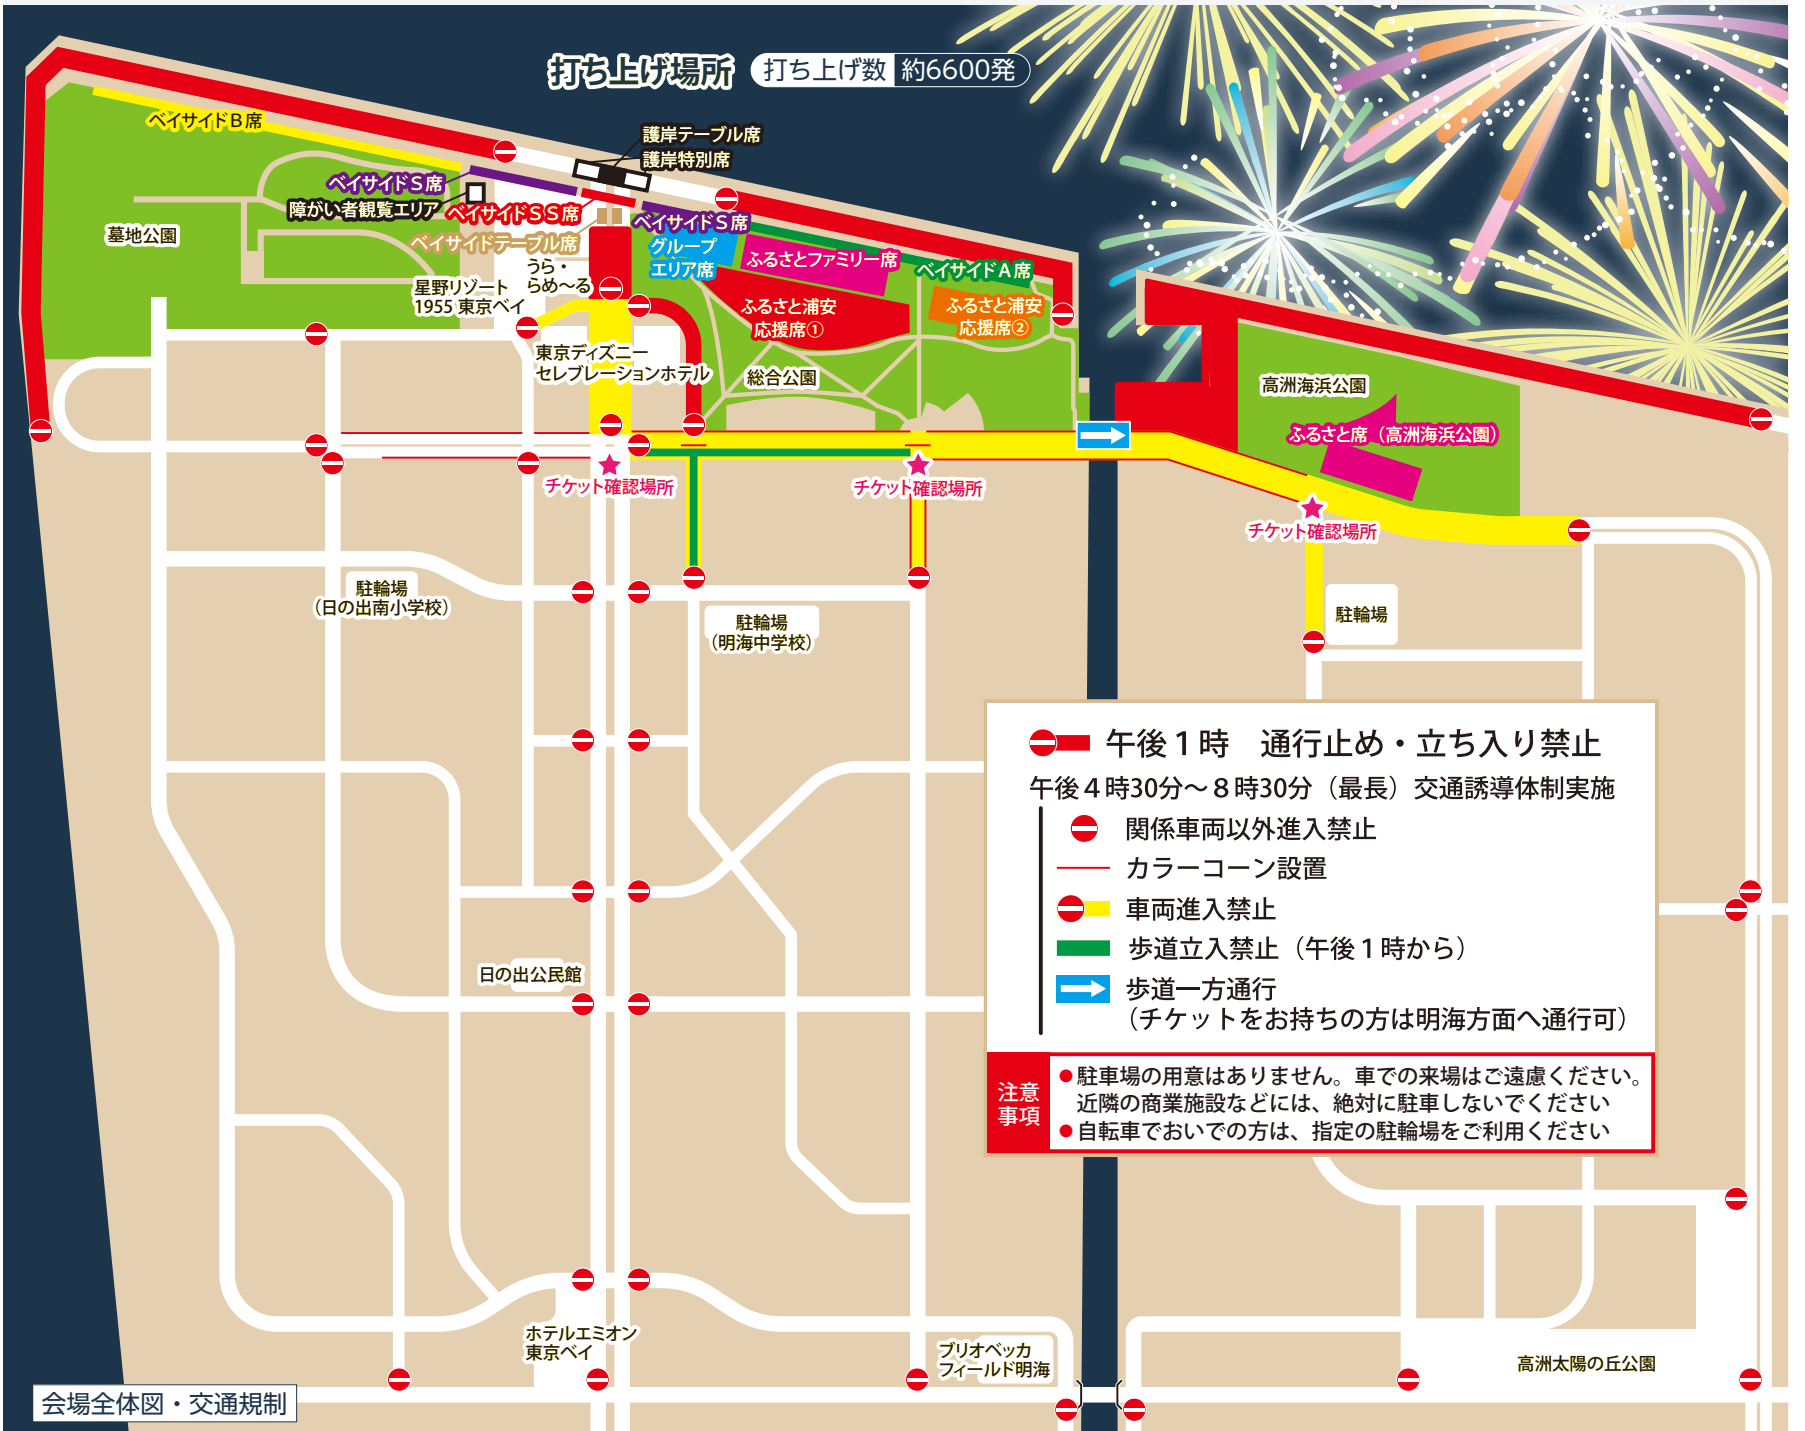 打ち上げ場所
打ち上げ数 約6600発
護岸テーブル席
護岸特別席
ベイサイドB席
ベイサイドS席
障がい者観覧エリア
ベイサイドSS席
ベイサイドS席
ベイサイドテーブル席
グループ
エリア席
ふるさとファミリー席
ベイサイドA席
墓地公園
うら・
らめ〜る
星野リゾート
1955 東京ベイ
ふるさと浦安
応援席①
ふるさと浦安
応援席②
東京ディズニー
セレブレーションホテル
総合公園
高洲海浜公園
ふるさと席（高洲海浜公園）
チケット確認場所
チケット確認場所
チケット確認場所
駐輪場
（日の出南小学校）
駐輪場
（明海中学校）
駐輪場
午後1時　通行止め・立ち入り禁止
午後4時30分〜8時30分（最長）交通誘導体制実施
関係車両以外進入禁止
カラーコーン設置
車両進入禁止
歩道立入禁止（午後1時から）
歩道一方通行
（チケットをお持ちの方は明海方面へ通行可）
日の出公民館
注意
事項
●駐車場の用意はありません。車での来場はご遠慮ください。
近隣の商業施設などには、絶対に駐車しないでください
●自転車でおいでの方は、指定の駐輪場をご利用ください
ホテルエミオン
東京ベイ
ブリオベッカ
フィールド明海
高洲太陽の丘公園
会場全体図・交通規制